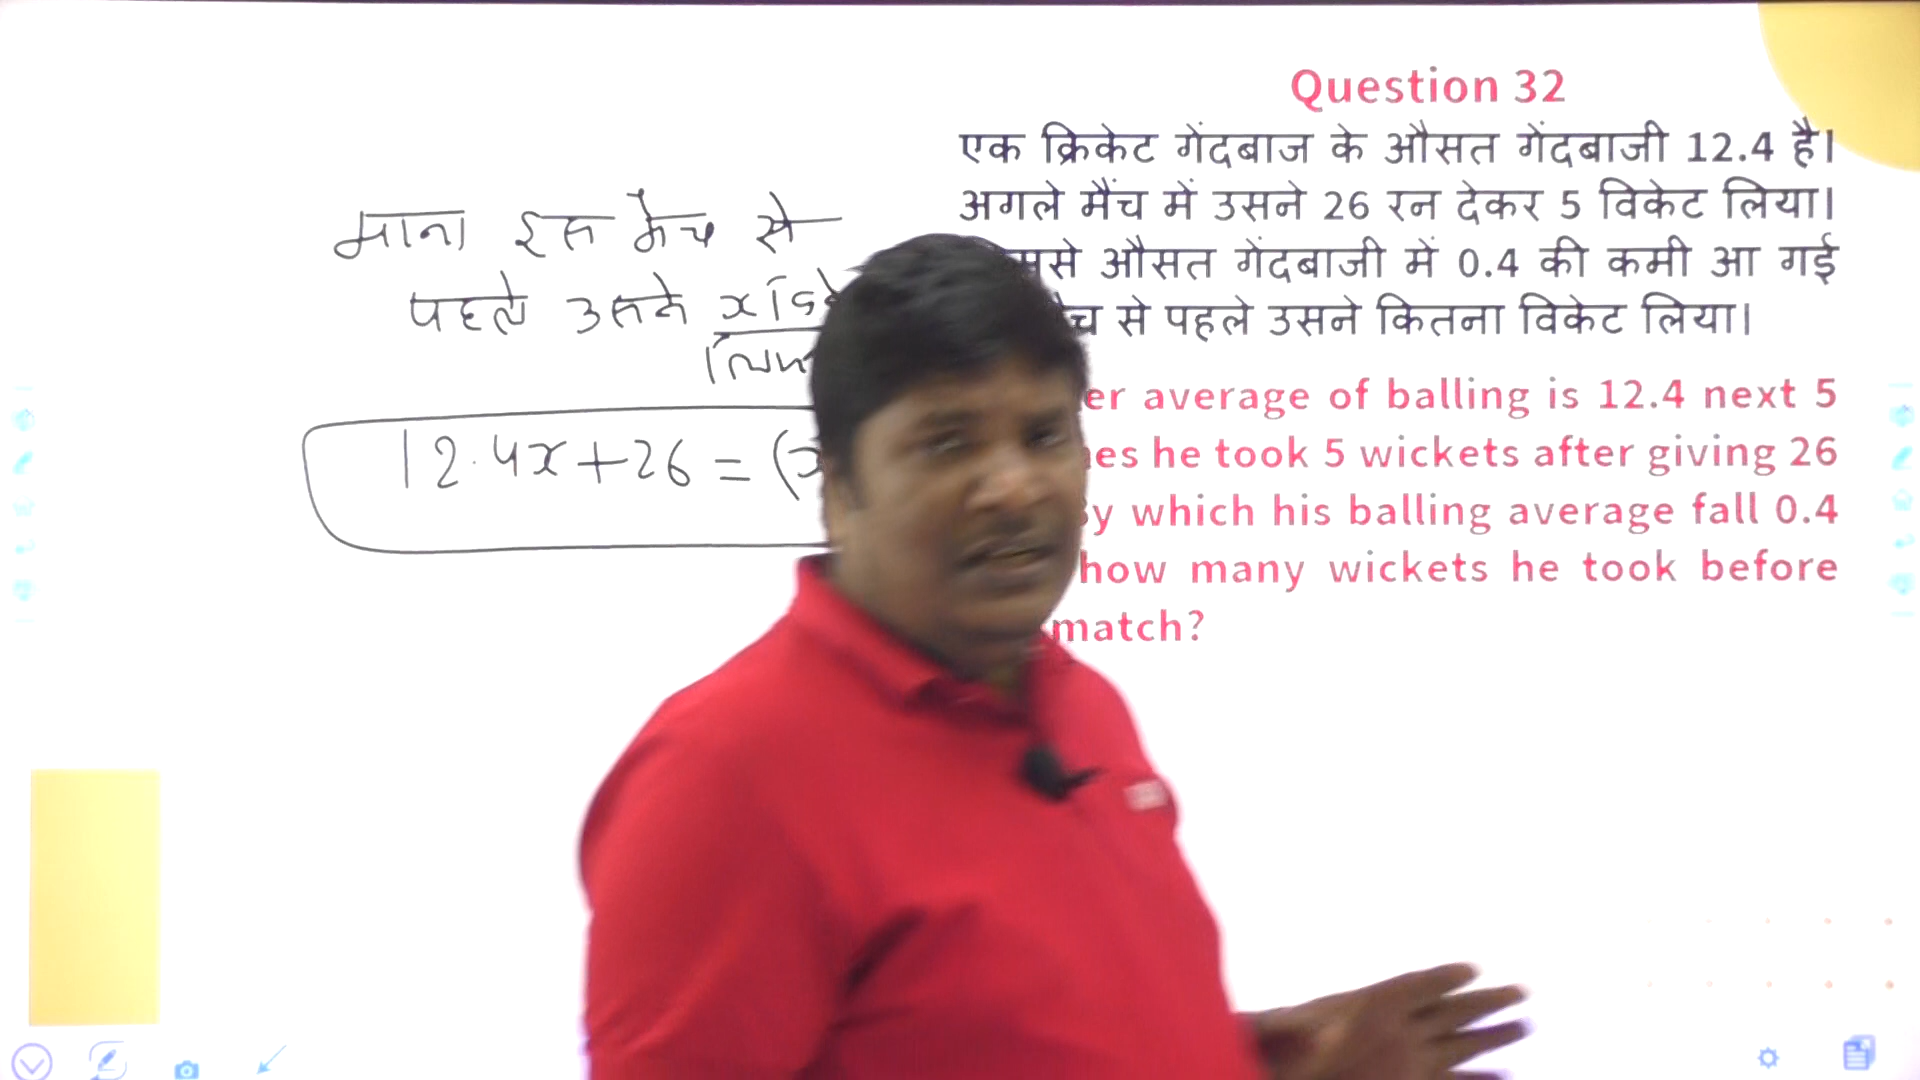 Question 32
एक क्रिकेट गेंदबाज के औसत गेंदबाजी 12.4 है।
अगले मैंच में उसने 26 रन देकर 5 विकेट लिया।
औसत गेंदबाजी में 0.4 की कमी आ गई
से पहले उसने कितना विकेट लिया।
average of balling is 12.4 next 5
he took 5 wickets after giving 26
which his balling average fall 0.4
how many wickets he took before
match?
माना इस मैच से
पहले उसने x
12.4x+26=(x